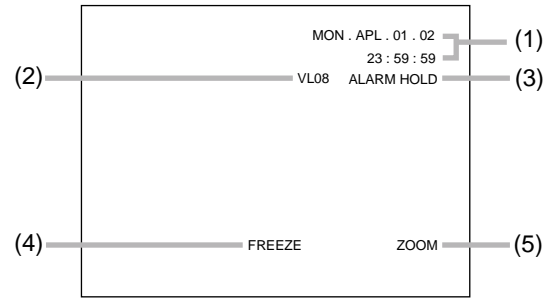 MON . APL . 01 . 02 (1)
23 : 59 : 59
(2) VL08 ALARM HOLD (3)
(4) FREEZE ZOOM (5)